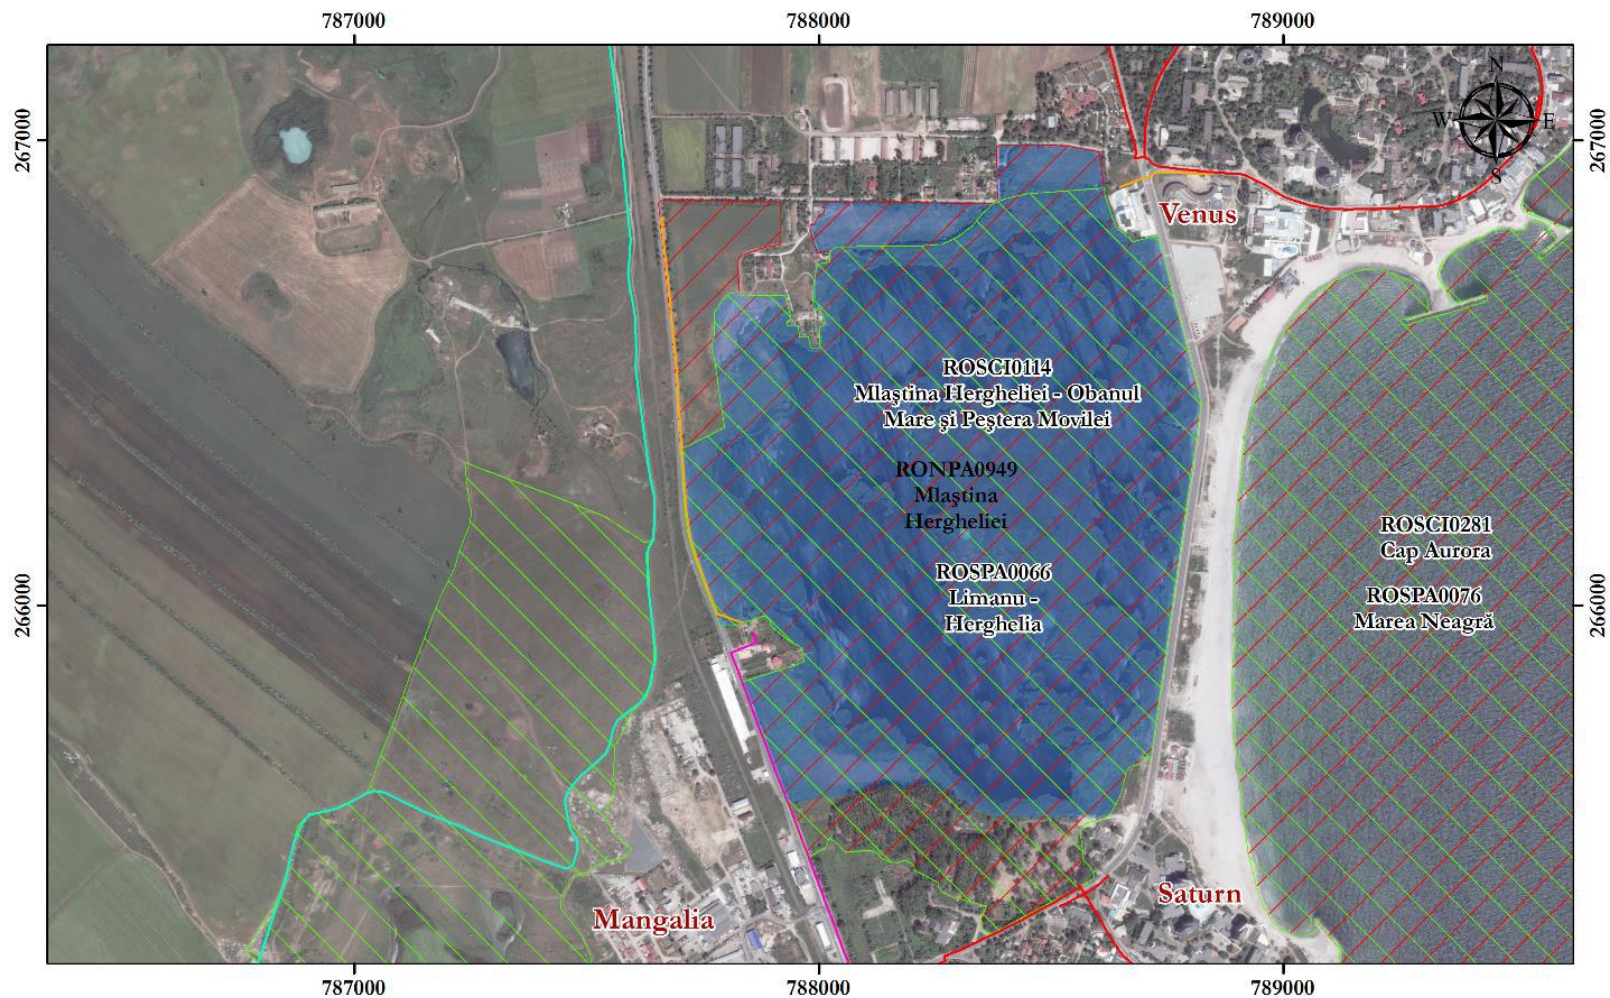 787000
788000
789000
267000
267000
N
W
E
S
Venus
ROSCI0114
Mlaştina Hergheliei - Obanul
Mare şi Peştera Movilei
RONPA0949
Mlaştina
Hergheliei
ROSCI0281
Cap Aurora
ROSPA0066
Limanu -
Herghelia
ROSPA0076
Marea Neagră
266000
266000
Saturn
Mangalia
787000
788000
789000